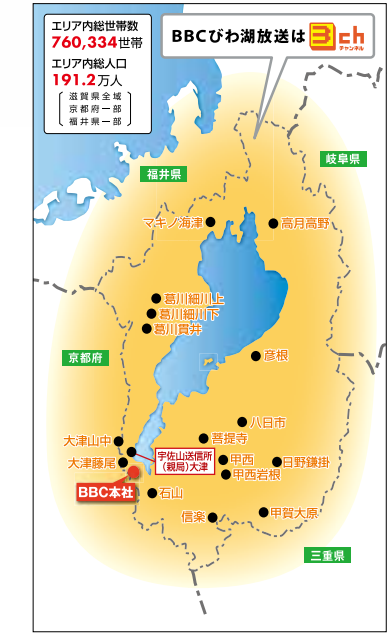 エリア内総世帯数
760,334世帯
エリア内総人口
191.2万人
滋賀県全域
京都府一部
福井県一部
BBCびわ湖放送は 3ch
チャンネル
岐阜県
福井県
マキノ海津
高月高野
葛川細川上
葛川細川下
葛川貫井
京都府
彦根
八日市
大津山中
菩提寺
宇佐山送信所
(親局)大津
大津藤尾
甲西
日野鎌掛
甲西岩根
BBC本社
石山
信楽
甲賀大原
三重県